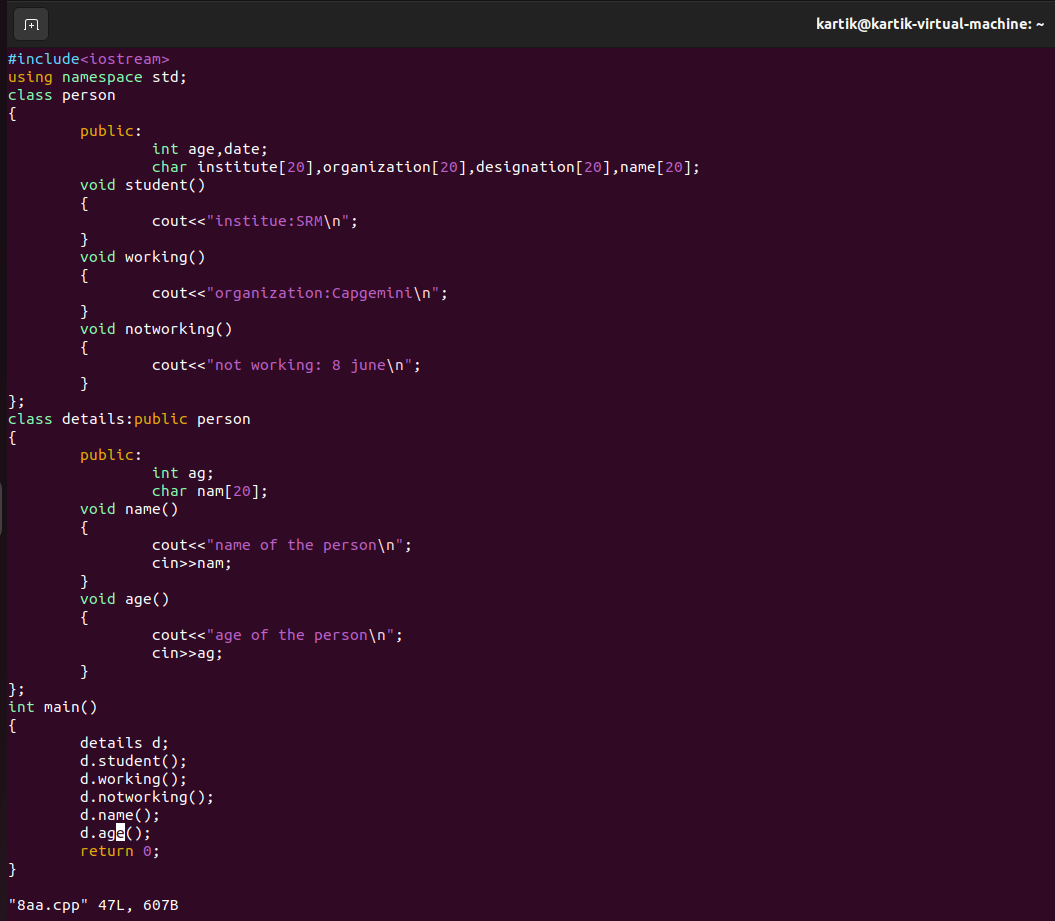 kartik@kartik-virtual-machine: ~
#include<iostream>
using namespace std;
class person
{
        public:
                int age,date;
                char institute[20],organization[20],designation[20],name[20];
        void student()
        {
                cout<<"institue:SRM\n";
        }
        void working()
        {
                cout<<"organization:Capgemini\n";
        }
        void notworking()
        {
                cout<<"not working: 8 june\n";
        }
};
class details:public person
{
        public:
                int ag;
                char nam[20];
        void name()
        {
                cout<<"name of the person\n";
                cin>>nam;
        }
        void age()
        {
                cout<<"age of the person\n";
                cin>>ag;
        }
};
int main()
{
        details d;
        d.student();
        d.working();
        d.notworking();
        d.name();
        d.age();
        return 0;
}
"8aa.cpp" 47L, 607B